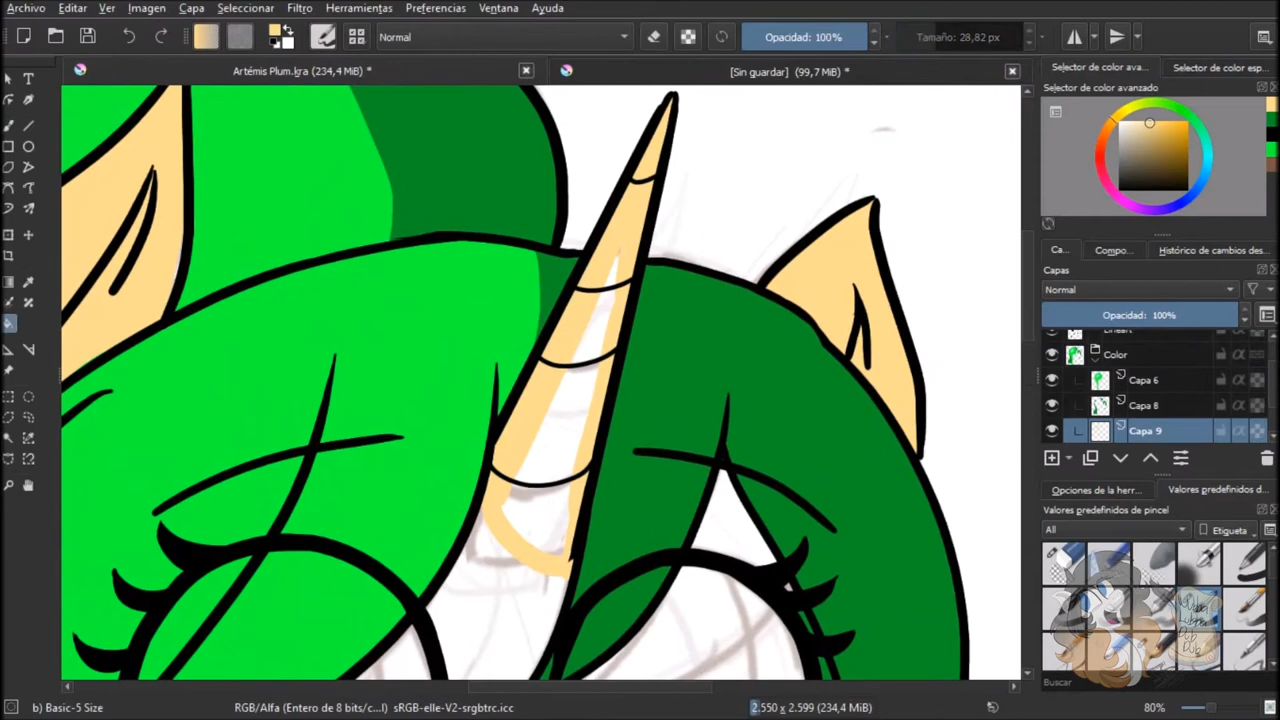 Archivo Editar Ver Imagen Capa Seleccionar Filtro Herramientas Preferencias Ventana Ayuda
Normal Opacidad: 100% Tamaño: 28,82 px
Artémis Plum.kra (234,4 MiB) * [Sin guardar] (99,7 MiB) * Selector de color ava... Selector de color esp...
Selector de color avanzado
Ca... Compo... Histórico de cambios des...
Capas
Normal
Opacidad: 100%
Lineart
Color
Capa 6
Capa 8
Capa 9
Opciones de la herr... Valores predefinidos d...
Valores predefinidos de pincel
All Etiqueta
Buscar
b) Basic-5 Size RGB/Alfa (Entero de 8 bits/c...l) sRGB-elle-V2-srgbtrc.icc 2.550 x 2.599 (234,4 MiB) 80%